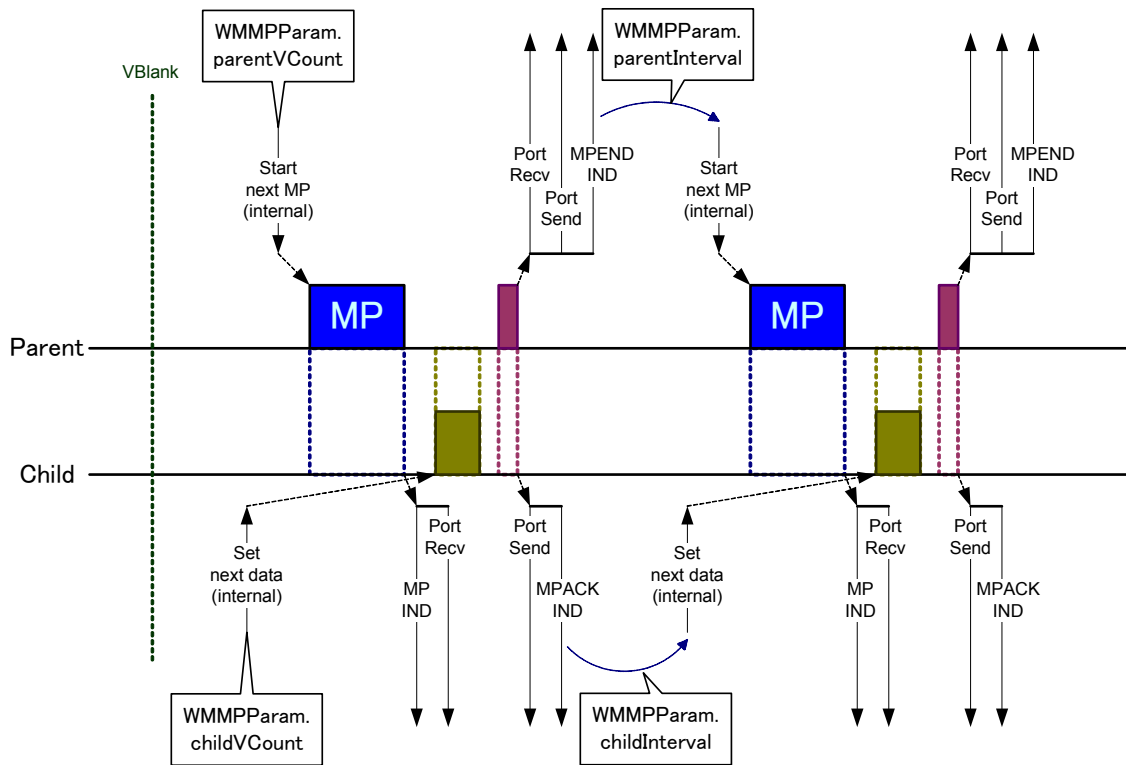 WMMPParam.
parentVCount
WMMPParam.
parentInterval
VBlank
Start
next MP
(internal)
Port
Recv
Port
Send
MPEND
IND
Start
next MP
(internal)
Port
Recv
Port
Send
MPEND
IND
MP
MP
Parent
Child
Set
next data
(internal)
MP
IND
Port
Recv
Port
Send
MPACK
IND
Set
next data
(internal)
MP
IND
Port
Recv
Port
Send
MPACK
IND
WMMPParam.
childVCount
WMMPParam.
childInterval